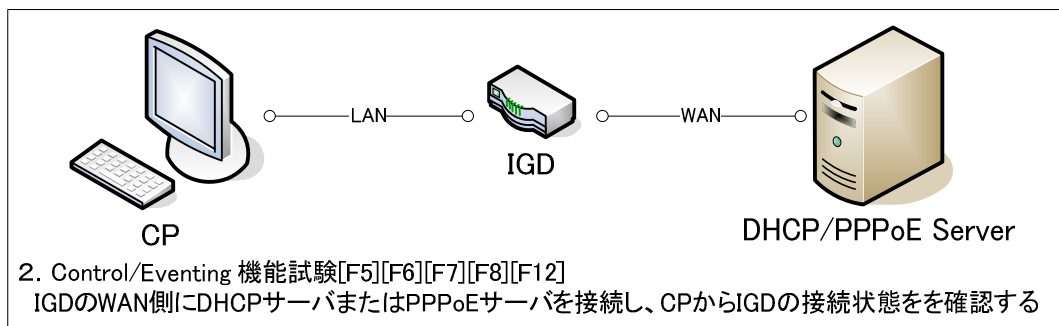 LAN
WAN
IGD
CP
DHCP/PPPoE Server
２．Control/Eventing 機能試験[F5][F6][F7][F8][F12]
IGDのWAN側にDHCPサーバまたはPPPoEサーバを接続し、CPからIGDの接続状態をを確認する